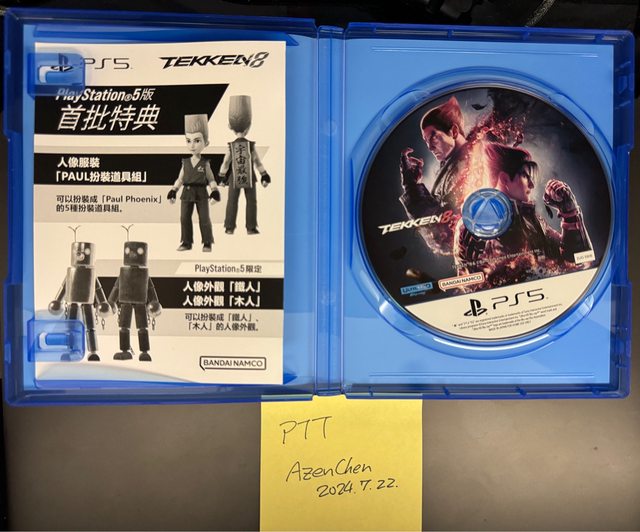 PS5
TEKKEN8
PlayStation®5版
首批特典
人像服裝
「PAUL扮裝道具組」
可以扮裝成「Paul Phoenix」
的5種扮裝道具組。
宇宙最強
PlayStation®5限定
人像外觀「鐵人」
人像外觀「木人」
可以扮裝成「鐵人」、
「木人」的人像外觀。
BANDAI NAMCO
TEKKEN8
BANDAI NAMCO
PS5
PTT
AzenChen
2024.7.22.